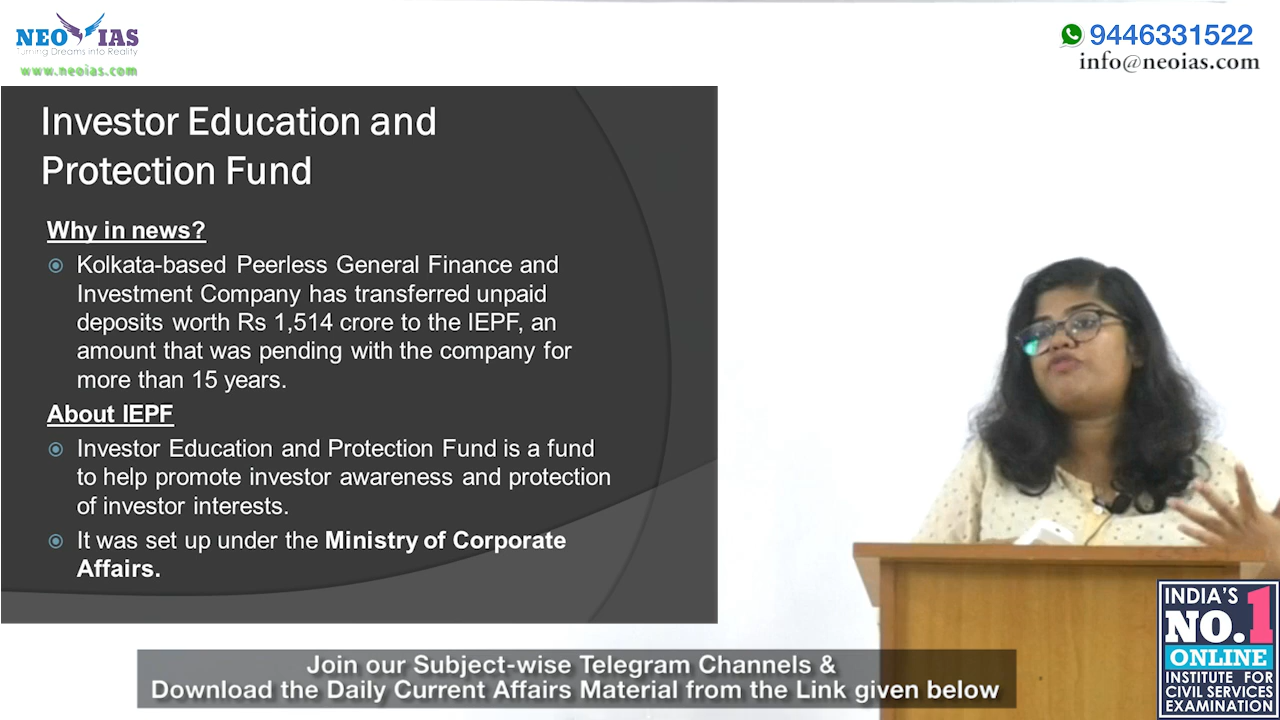 NEO IAS
Turning Dreams into Reality
www.neoias.com
9446331522
info@neoias.com
Investor Education and
Protection Fund
Why in news?
Kolkata-based Peerless General Finance and
Investment Company has transferred unpaid
deposits worth Rs 1,514 crore to the IEPF, an
amount that was pending with the company for
more than 15 years.
About IEPF
Investor Education and Protection Fund is a fund
to help promote investor awareness and protection
of investor interests.
It was set up under the Ministry of Corporate
Affairs.
INDIA'S
NO.1
ONLINE
INSTITUTE FOR
CIVIL SERVICES
EXAMINATION
Join our Subject-wise Telegram Channels &
Download the Daily Current Affairs Material from the Link given below